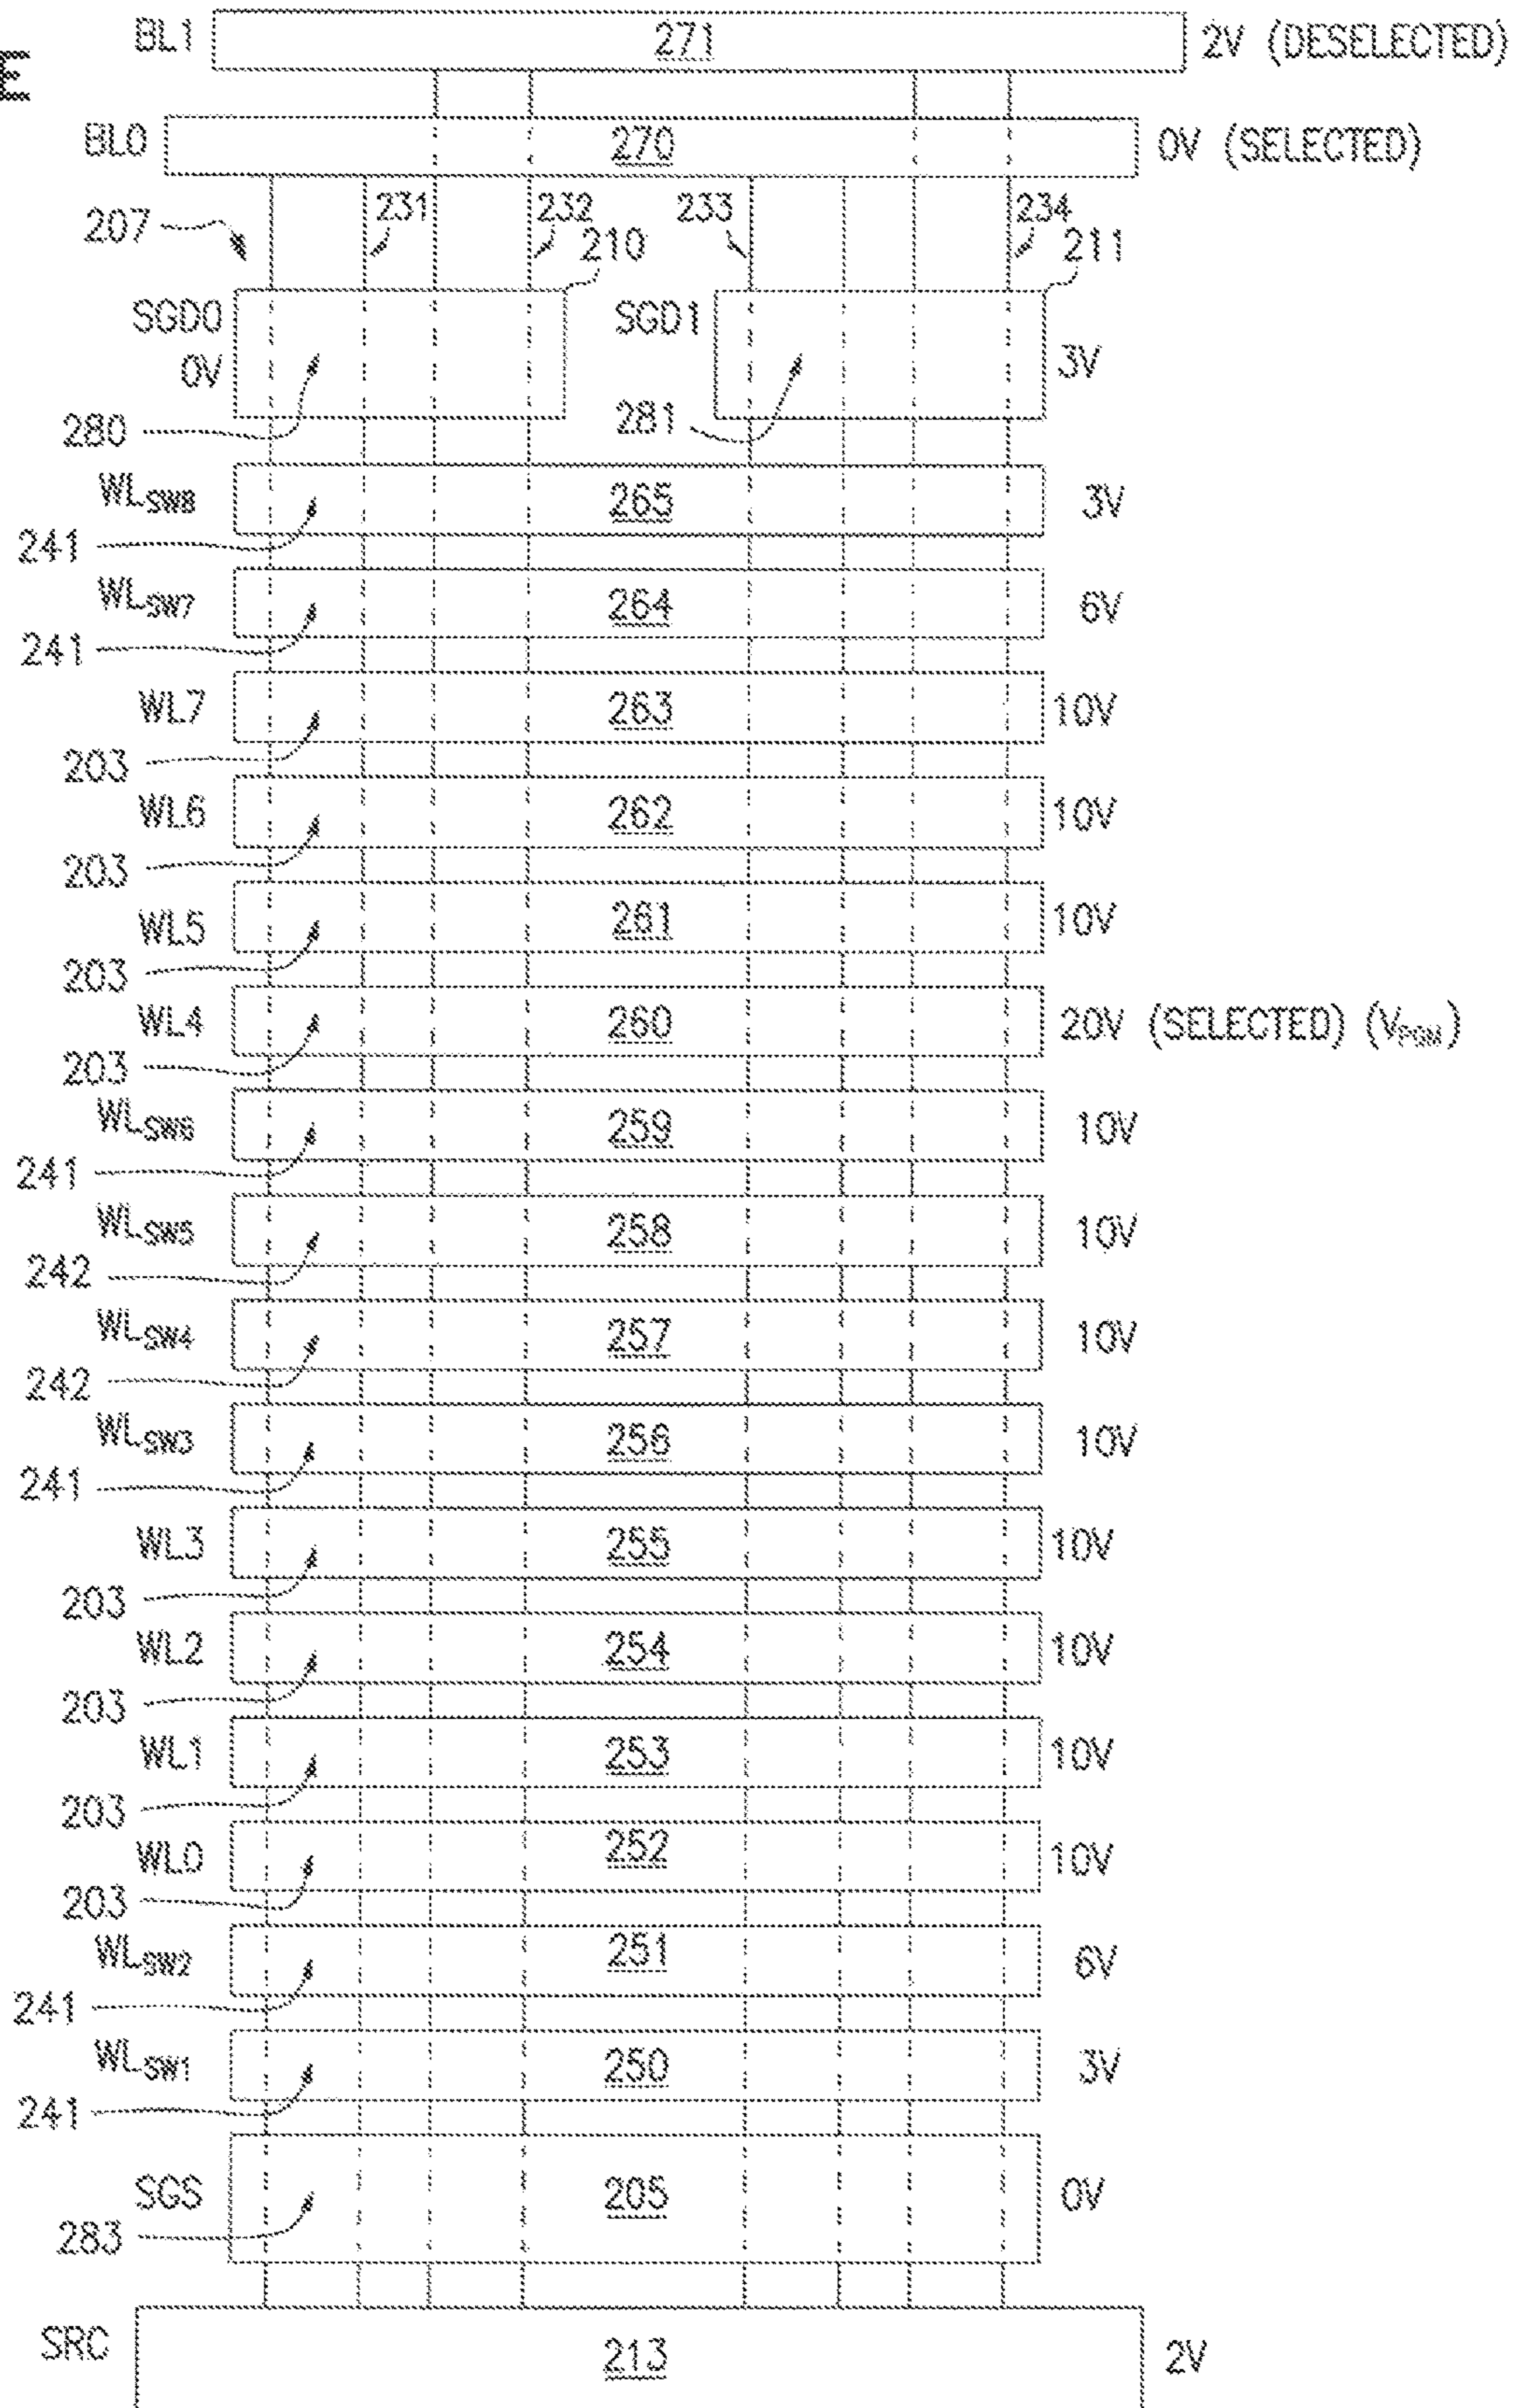 E
BL1 271 2V (DESELECTED)
BL0 270 0V (SELECTED)
207 231 232 233 234
210 211
SGD0 SGD1
0V 3V
280 281
WLSW8 265 3V
241
WLSW7 264 6V
241
WL7 263 10V
203
WL6 262 10V
203
WL5 261 10V
203
WL4 260 20V (SELECTED) (VPGM)
203
WLSW6 259 10V
241
WLSW5 258 10V
242
WLSW4 257 10V
242
WLSW3 256 10V
241
WL3 255 10V
203
WL2 254 10V
203
WL1 253 10V
203
WL0 252 10V
203
WLSW2 251 6V
241
WLSW1 250 3V
241
SGS 205 0V
283
SRC 213 2V